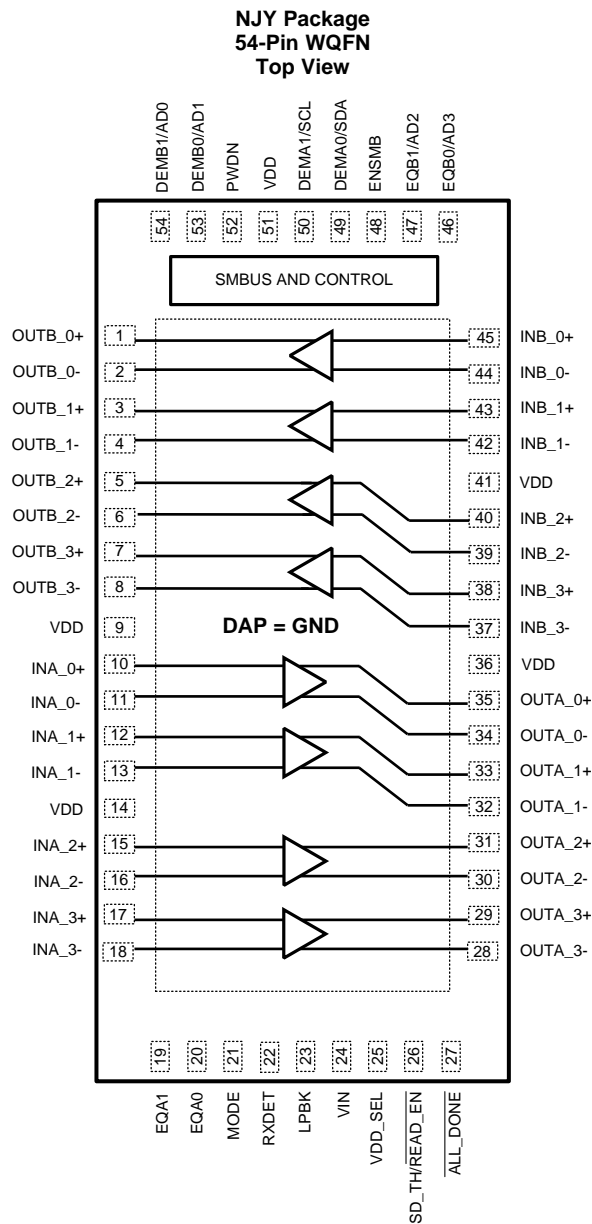 NJY Package
54-Pin WQFN
Top View
DEMB1/AD0
DEMB0/AD1
PWDN
VDD
DEMA1/SCL
DEMA0/SDA
ENSMB
EQB1/AD2
EQB0/AD3
54
53
52
51
50
49
48
47
46
SMBUS AND CONTROL
OUTB_0+ 1 45 INB_0+
OUTB_0- 2 44 INB_0-
OUTB_1+ 3 43 INB_1+
OUTB_1- 4 42 INB_1-
OUTB_2+ 5 41 VDD
OUTB_2- 6 40 INB_2+
39 INB_2-
OUTB_3+ 7 38 INB_3+
OUTB_3- 8 37 INB_3-
VDD 9 DAP = GND
INA_0+ 10 36 VDD
INA_0- 11 35 OUTA_0+
INA_1+ 12 34 OUTA_0-
INA_1- 13 33 OUTA_1+
VDD 14 32 OUTA_1-
INA_2+ 15 31 OUTA_2+
INA_2- 16 30 OUTA_2-
INA_3+ 17 29 OUTA_3+
INA_3- 18 28 OUTA_3-
19
20
21
22
23
24
25
26
27
EQA1
EQA0
MODE
RXDET
LPBK
VIN
VDD_SEL
SD_TH/READ_EN
ALL_DONE